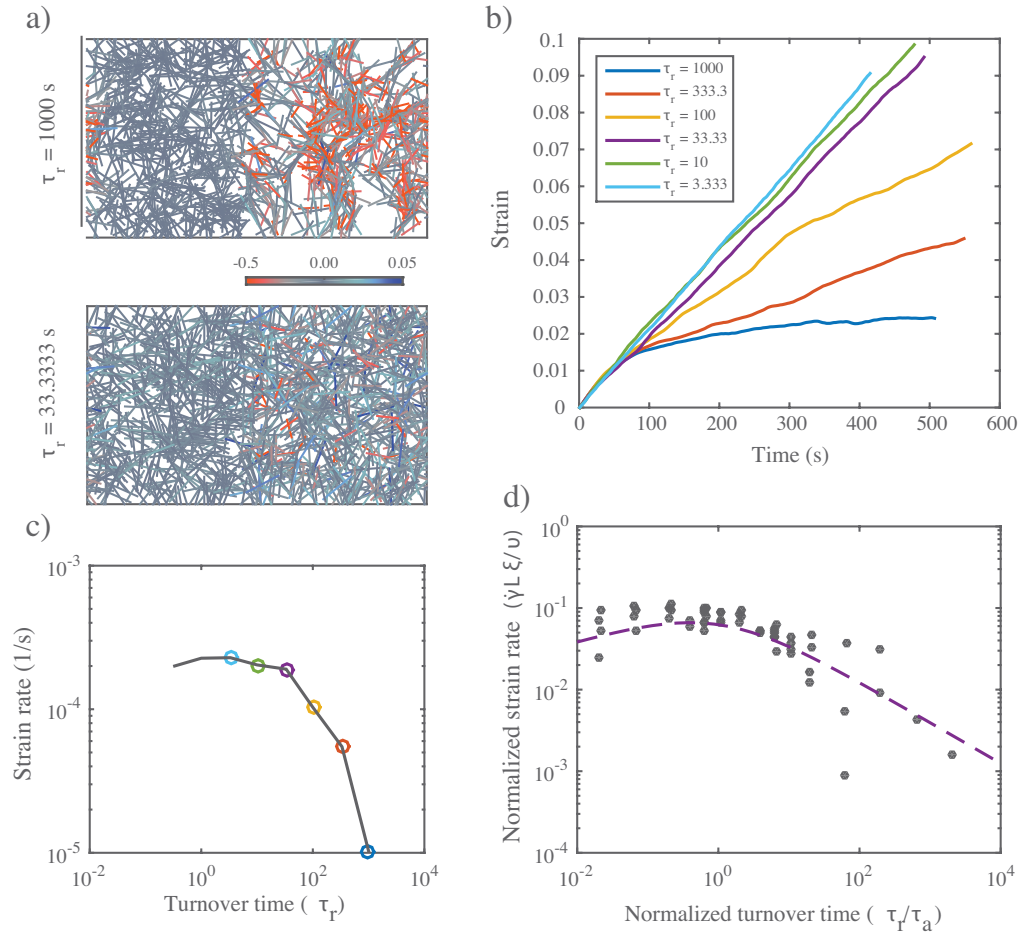 a)
τr = 1000 s
-0.5 0.00 0.05
τr = 33.3333 s
b)
Strain
0.1
0.09
0.08
0.07
0.06
0.05
0.04
0.03
0.02
0.01
0
τr = 1000
τr = 333.3
τr = 100
τr = 33.33
τr = 10
τr = 3.333
0 100 200 300 400 500 600
Time (s)
c)
Strain rate (1/s)
10-3
10-4
10-5
10-2 100 102 104
Turnover time ( τr)
d)
Normalized strain rate (γ̇ L ξ/υ)
100
10-1
10-2
10-3
10-4
10-2 100 102 104
Normalized turnover time ( τr/τa)